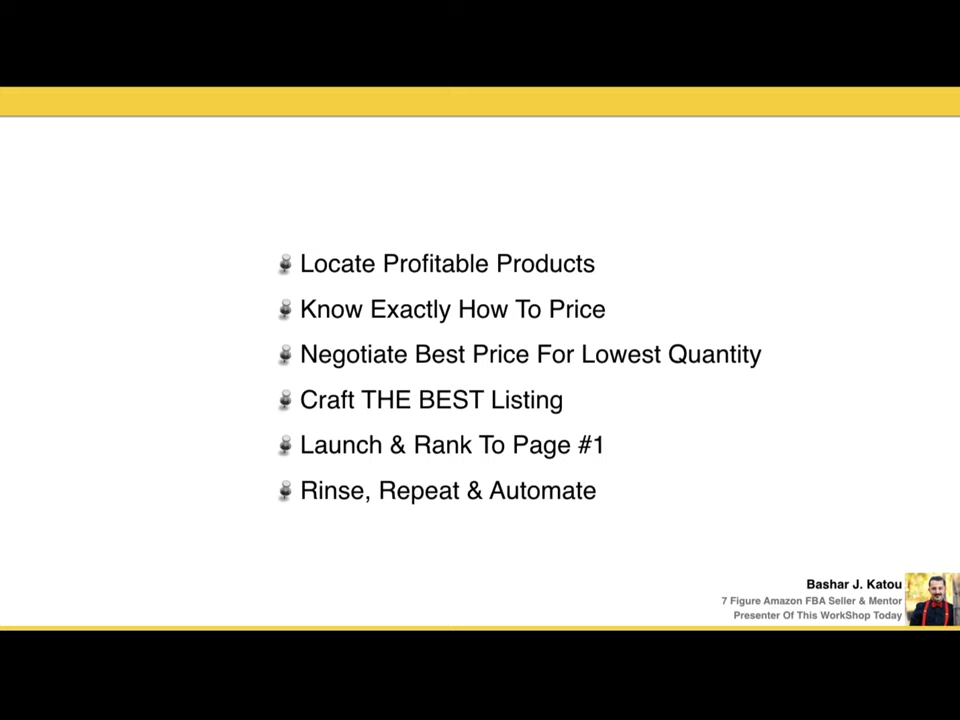 Locate Profitable Products
Know Exactly How To Price
Negotiate Best Price For Lowest Quantity
Craft THE BEST Listing
Launch & Rank To Page #1
Rinse, Repeat & Automate
Bashar J. Katou
7 Figure Amazon FBA Seller & Mentor
Presenter Of This WorkShop Today